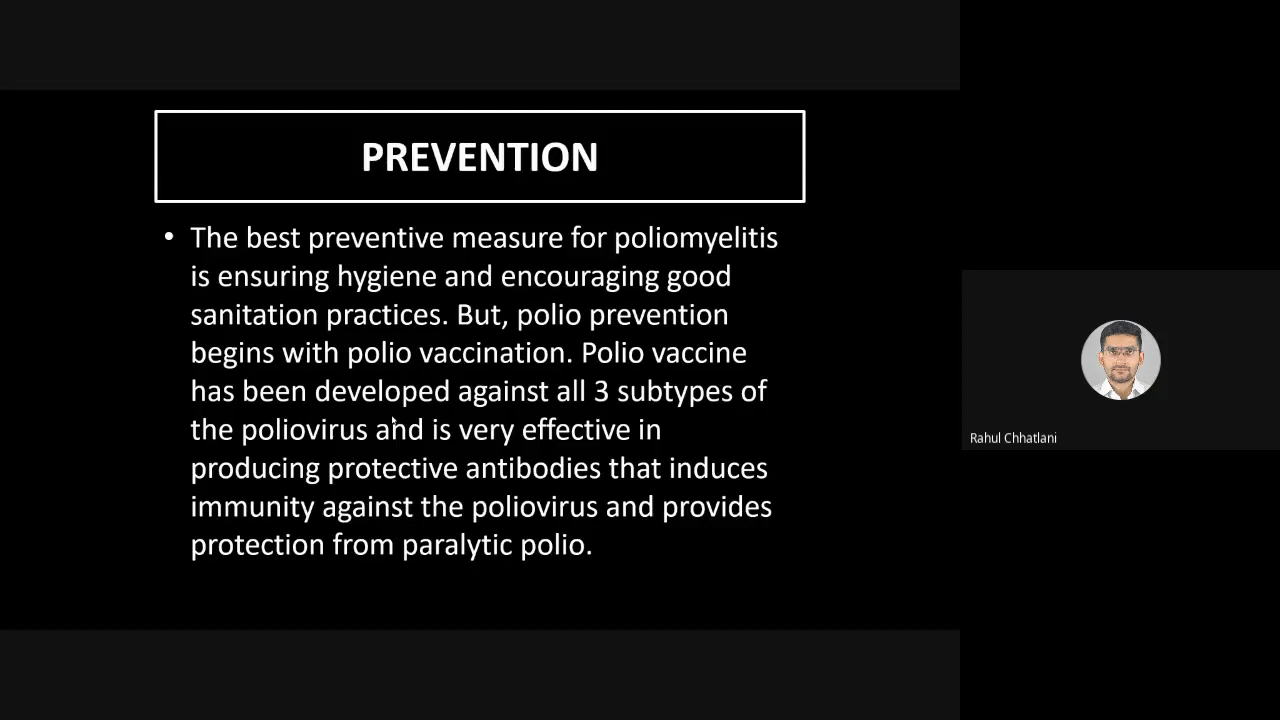 PREVENTION
• The best preventive measure for poliomyelitis
is ensuring hygiene and encouraging good
sanitation practices. But, polio prevention
begins with polio vaccination. Polio vaccine
has been developed against all 3 subtypes of
the poliovirus and is very effective in
producing protective antibodies that induces
immunity against the poliovirus and provides
protection from paralytic polio.
Rahul Chhatlani